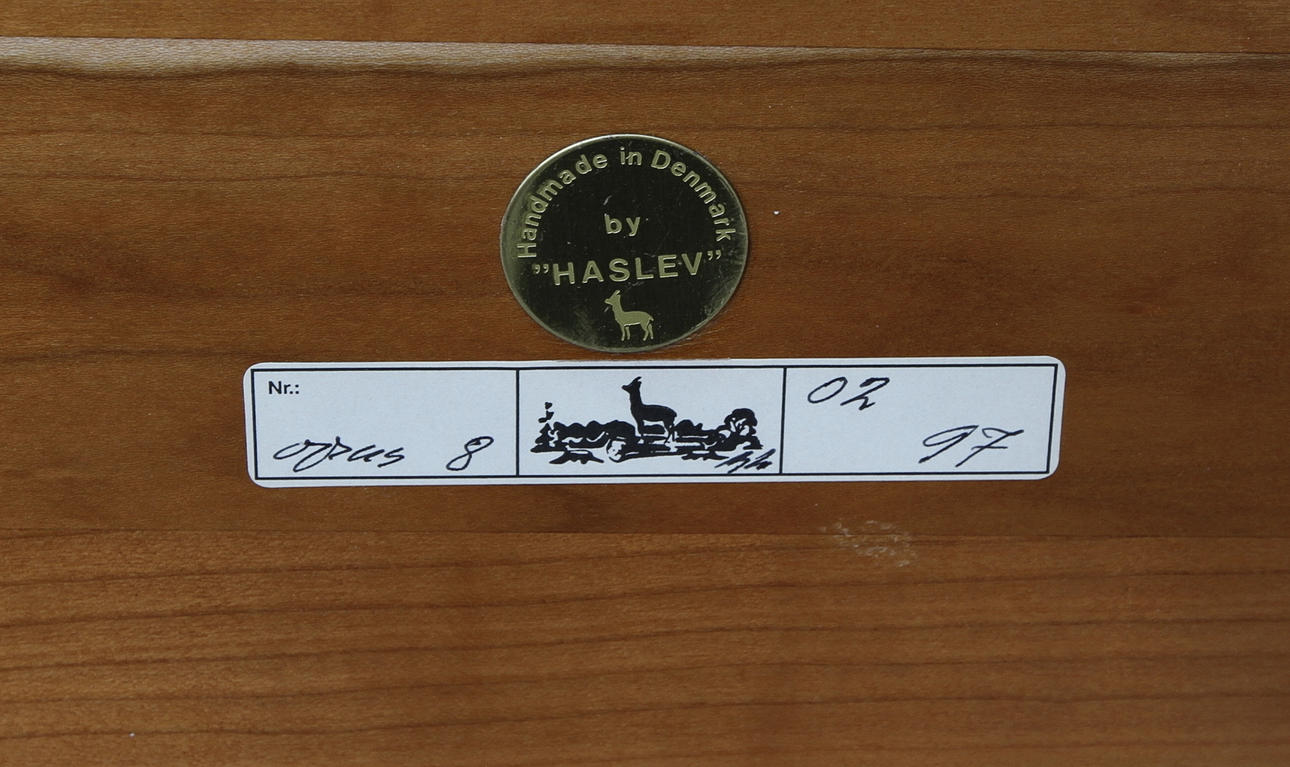 Handmade in Denmark
by
"HASLEV"
Nr.:
opus 8
02
97